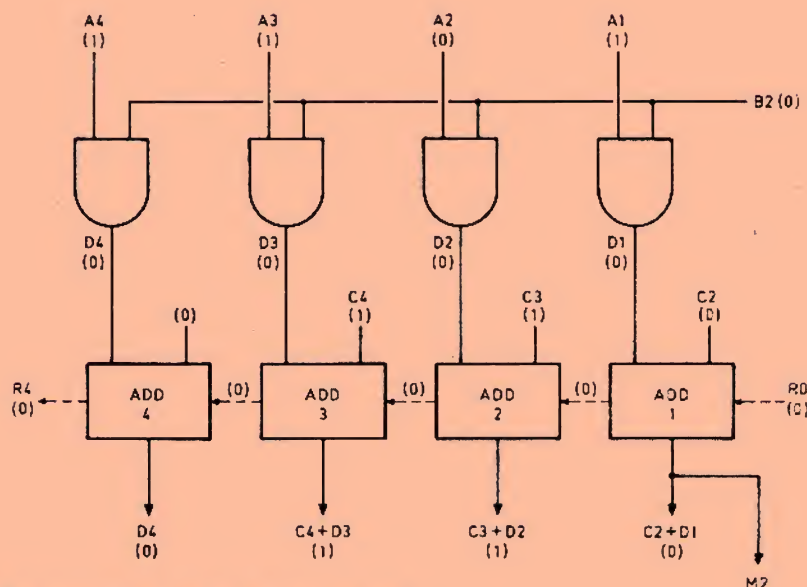 A4 A3 A2 A1
(1) (1) (0) (1)
B2 (0)
D4 D3 D2 D1
(0) (0) (0) (0)
C4 C3 C2
(0) (1) (1) (0)
R4 (0) (0) (0) R0
(0) (0)
ADD ADD ADD ADD
4 3 2 1
D4 C4+D3 C3+D2 C2+D1
(0) (1) (1) (0)
M2